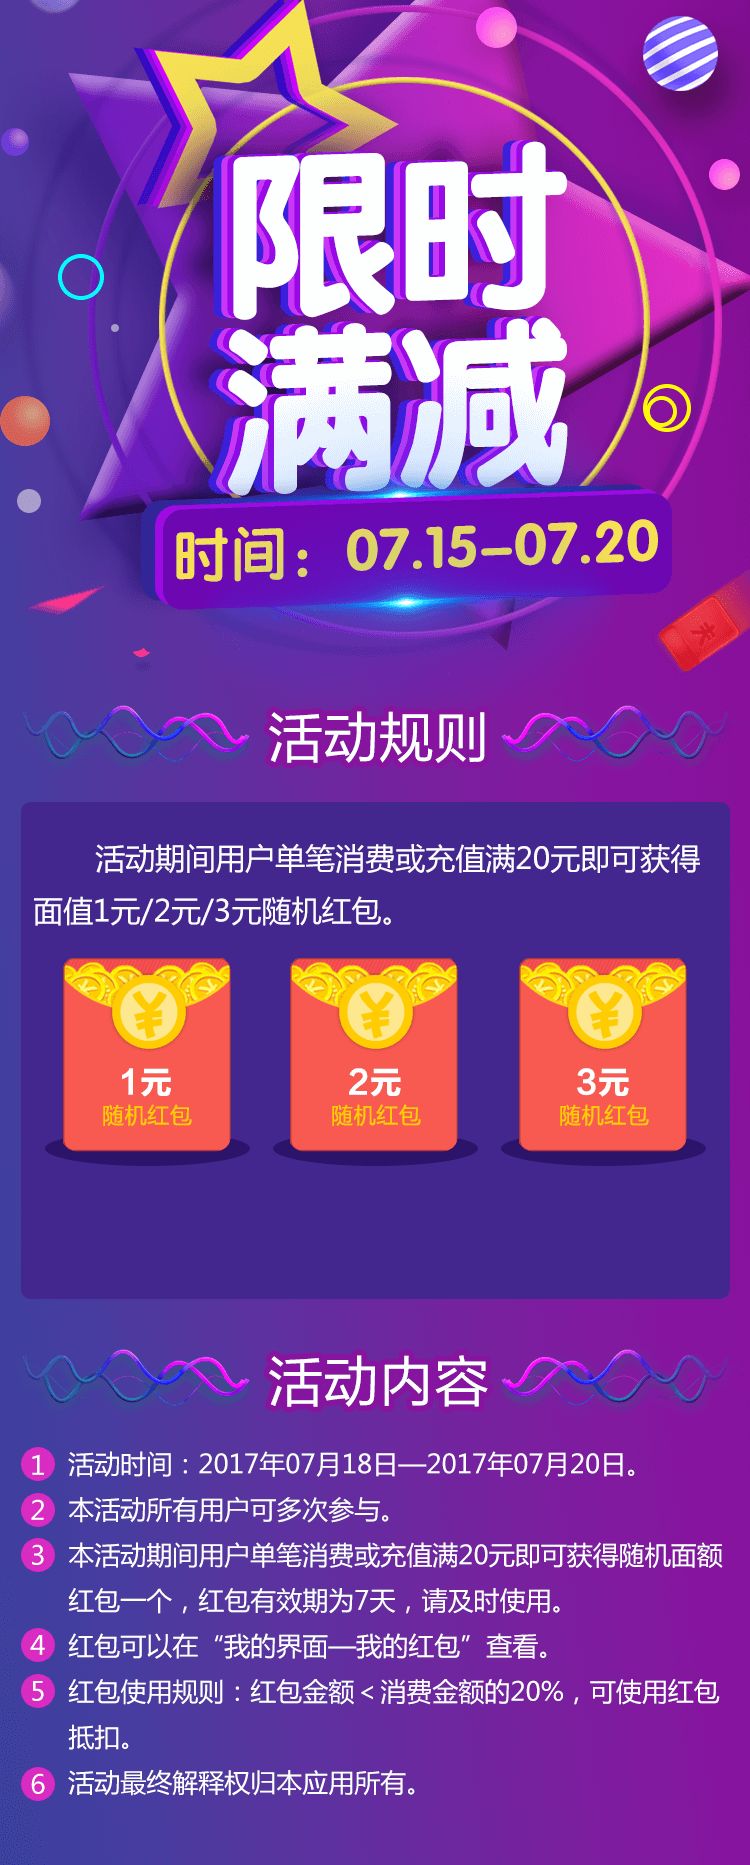 限时
满减
时间：07.15–07.20
活动规则
活动期间用户单笔消费或充值满20元即可获得
面值1元/2元/3元随机红包。
¥ ¥ ¥
1元 2元 3元
随机红包 随机红包 随机红包
活动内容
1 活动时间：2017年07月18日—2017年07月20日。
2 本活动所有用户可多次参与。
3 本活动期间用户单笔消费或充值满20元即可获得随机面额
红包一个，红包有效期为7天，请及时使用。
4 红包可以在“我的界面—我的红包”查看。
5 红包使用规则：红包金额＜消费金额的20%，可使用红包
抵扣。
6 活动最终解释权归本应用所有。